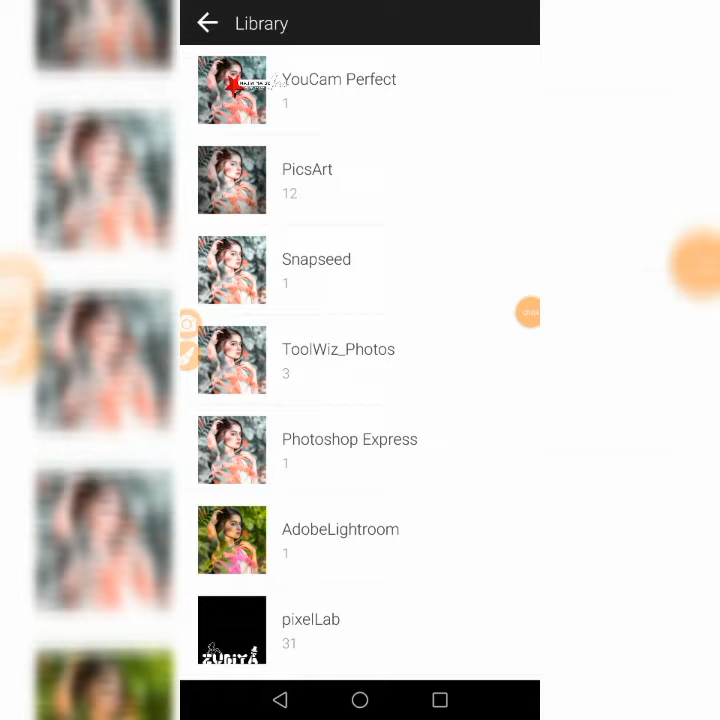 Library
YouCam Perfect
1
PicsArt
12
Snapseed
1
ToolWiz_Photos
3
Photoshop Express
1
AdobeLightroom
1
pixelLab
31